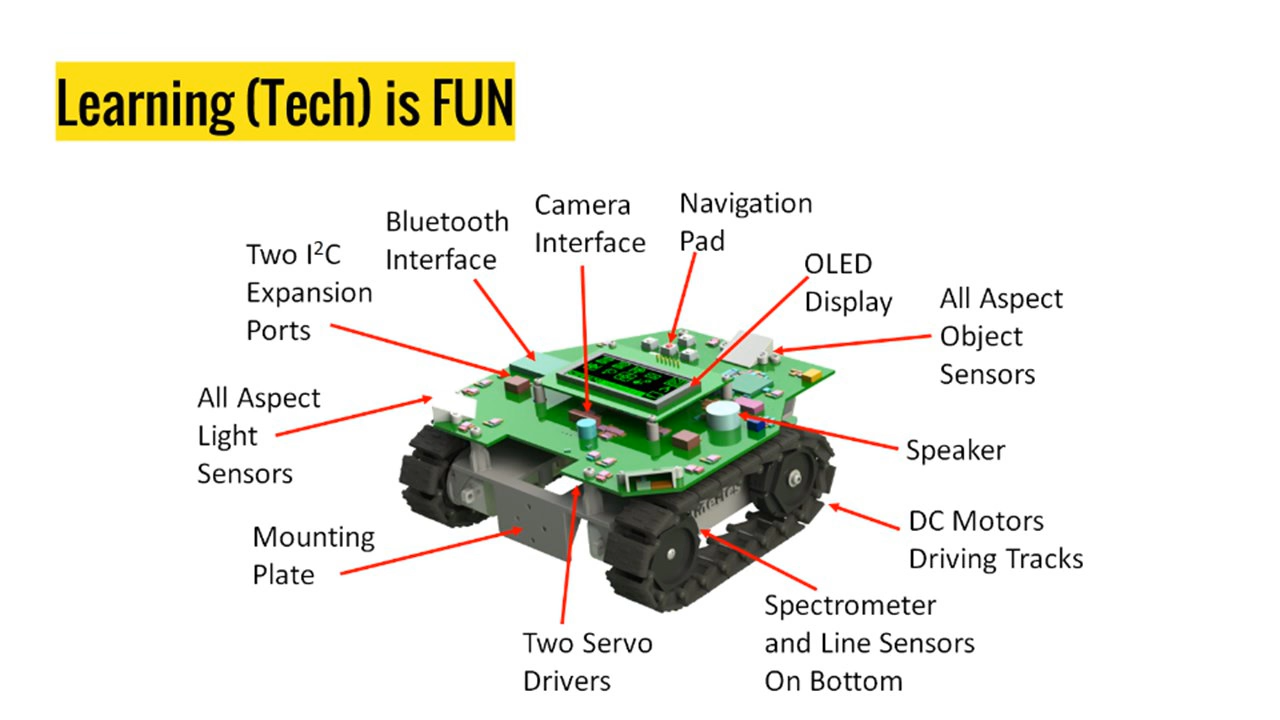 Learning (Tech) is FUN
Camera
Interface
Navigation
Pad
Bluetooth
Interface
Two I²C
Expansion
Ports
OLED
Display
All Aspect
Object
Sensors
All Aspect
Light
Sensors
Speaker
Mounting
Plate
DC Motors
Driving Tracks
Spectrometer
and Line Sensors
On Bottom
Two Servo
Drivers